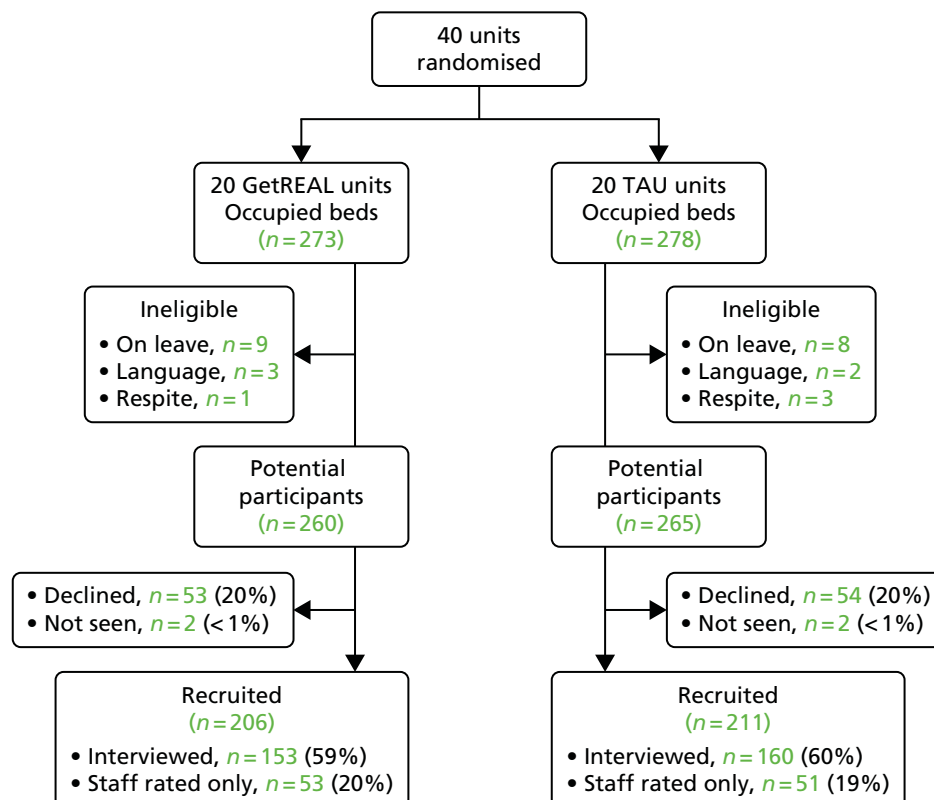 40 units
randomised
20 GetREAL units
Occupied beds
(n=273)
20 TAU units
Occupied beds
(n=278)
Ineligible
• On leave, n=9
• Language, n=3
• Respite, n=1
Ineligible
• On leave, n=8
• Language, n=2
• Respite, n=3
Potential
participants
(n=260)
Potential
participants
(n=265)
• Declined, n=53 (20%)
• Not seen, n=2 (<1%)
• Declined, n=54 (20%)
• Not seen, n=2 (<1%)
Recruited
(n=206)
• Interviewed, n=153 (59%)
• Staff rated only, n=53 (20%)
Recruited
(n=211)
• Interviewed, n=160 (60%)
• Staff rated only, n=51 (19%)